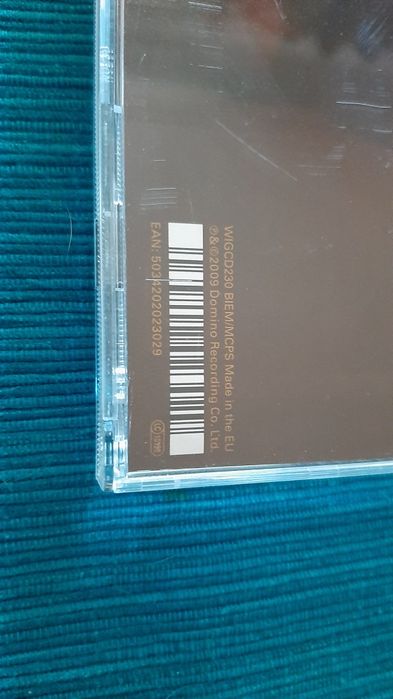 WIGCD230 BIEM/MCPS Made in the EU
℗&©2009 Domino Recording Co. Ltd.
EAN: 5034202023029